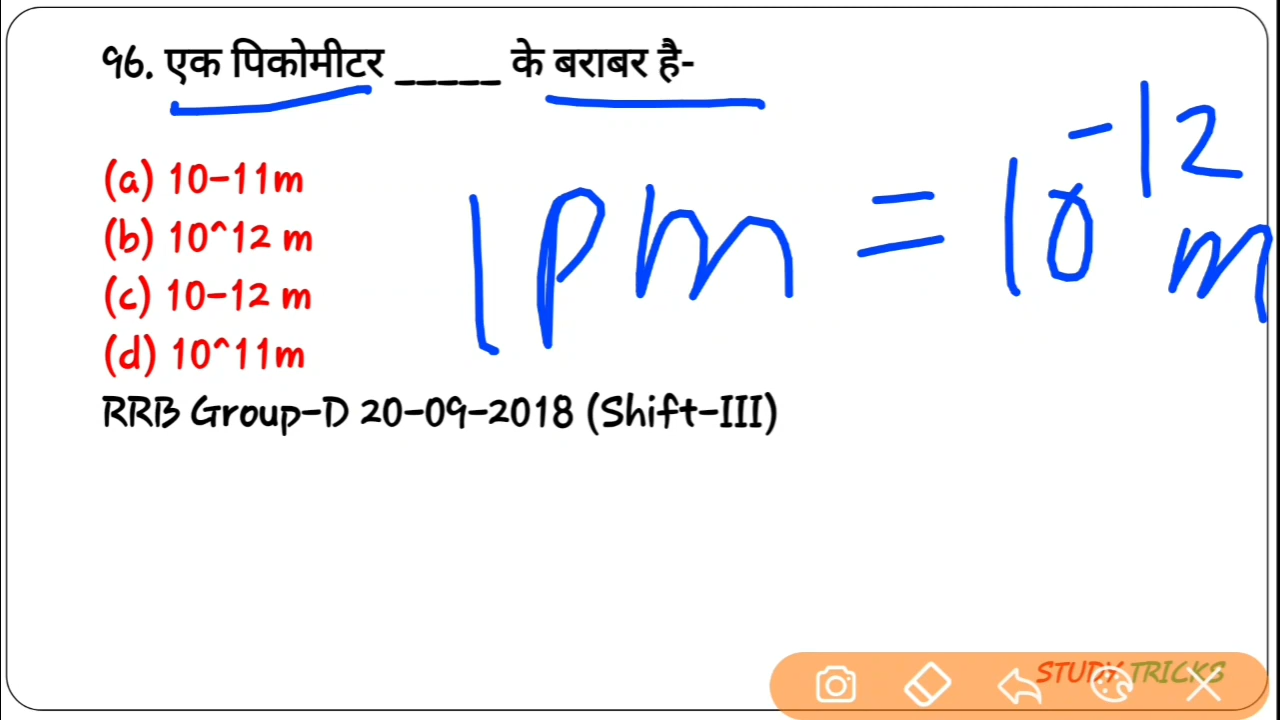 96. एक पिकोमीटर _____ के बराबर है-
(a) 10-11m
(b) 10^12 m
(c) 10-12 m
(d) 10^11m
RRB Group-D 20-09-2018 (Shift-III)
1pm = 10⁻¹² m
STUDY TRICKS